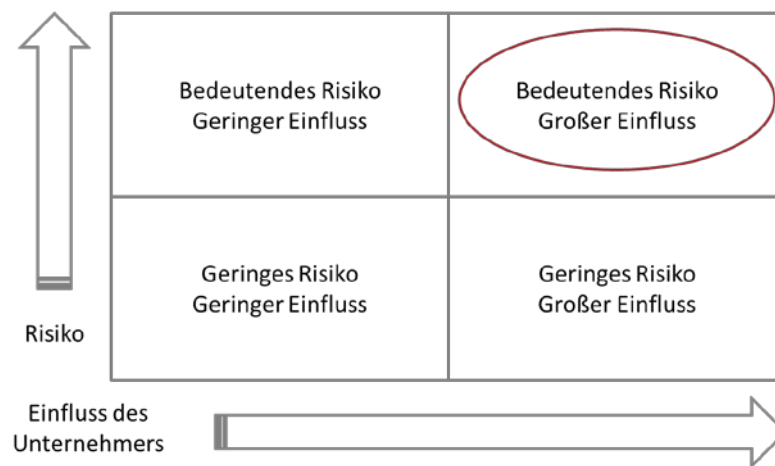 Bedeutendes Risiko
Geringer Einfluss
Bedeutendes Risiko
Großer Einfluss
Geringes Risiko
Geringer Einfluss
Geringes Risiko
Großer Einfluss
Risiko
Einfluss des
Unternehmers